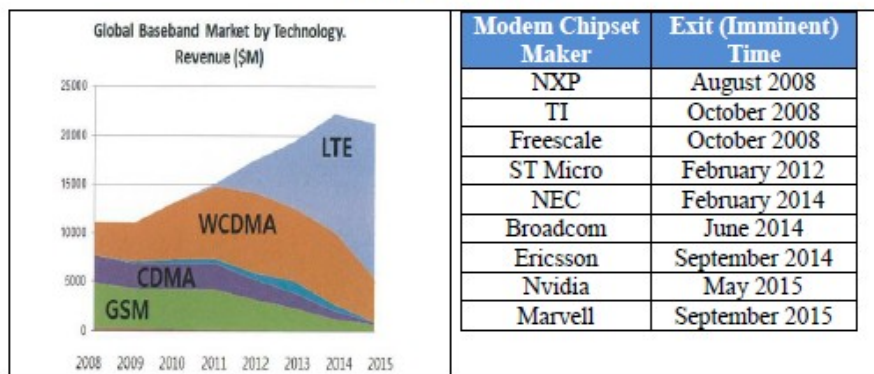 Global Baseband Market by Technology.
Revenue ($M)
25000
20000
15000
10000
5000
0
LTE
WCDMA
CDMA
GSM
2008 2009 2010 2011 2012 2013 2014 2015
Modem Chipset Maker Exit (Imminent) Time
NXP August 2008
TI October 2008
Freescale October 2008
ST Micro February 2012
NEC February 2014
Broadcom June 2014
Ericsson September 2014
Nvidia May 2015
Marvell September 2015